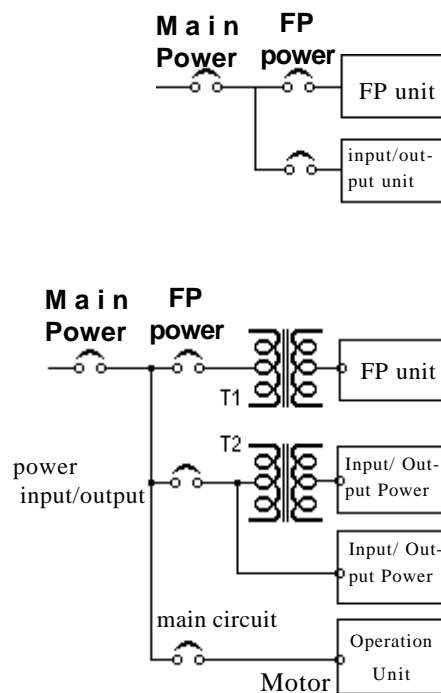 Main
Power
FP
power
FP unit
input/out-
put unit
Main
Power
FP
power
T1
FP unit
T2
power
input/output
Input/ Out-
put Power
Input/ Out-
put Power
main circuit
Operation
Unit
Motor